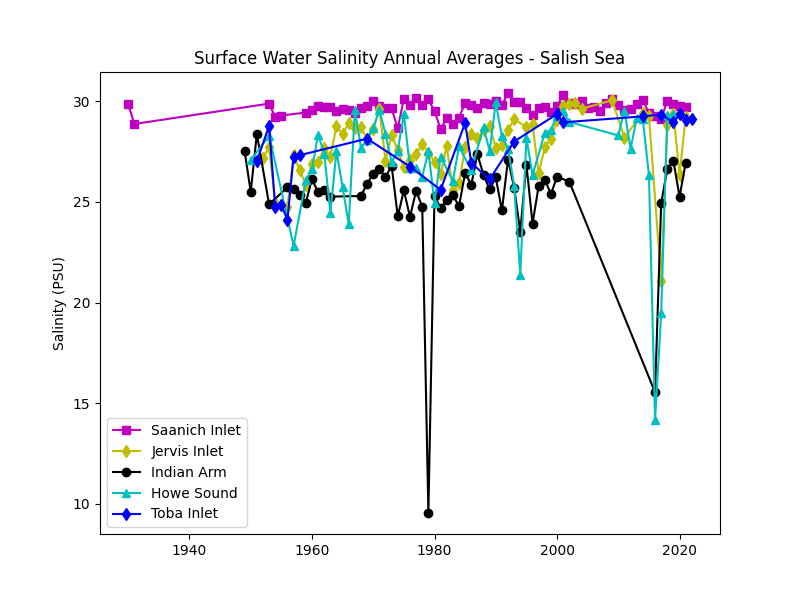 Surface Water Salinity Annual Averages - Salish Sea
Salinity (PSU)
30
25
20
15
10
Saanich Inlet
Jervis Inlet
Indian Arm
Howe Sound
Toba Inlet
1940
1960
1980
2000
2020